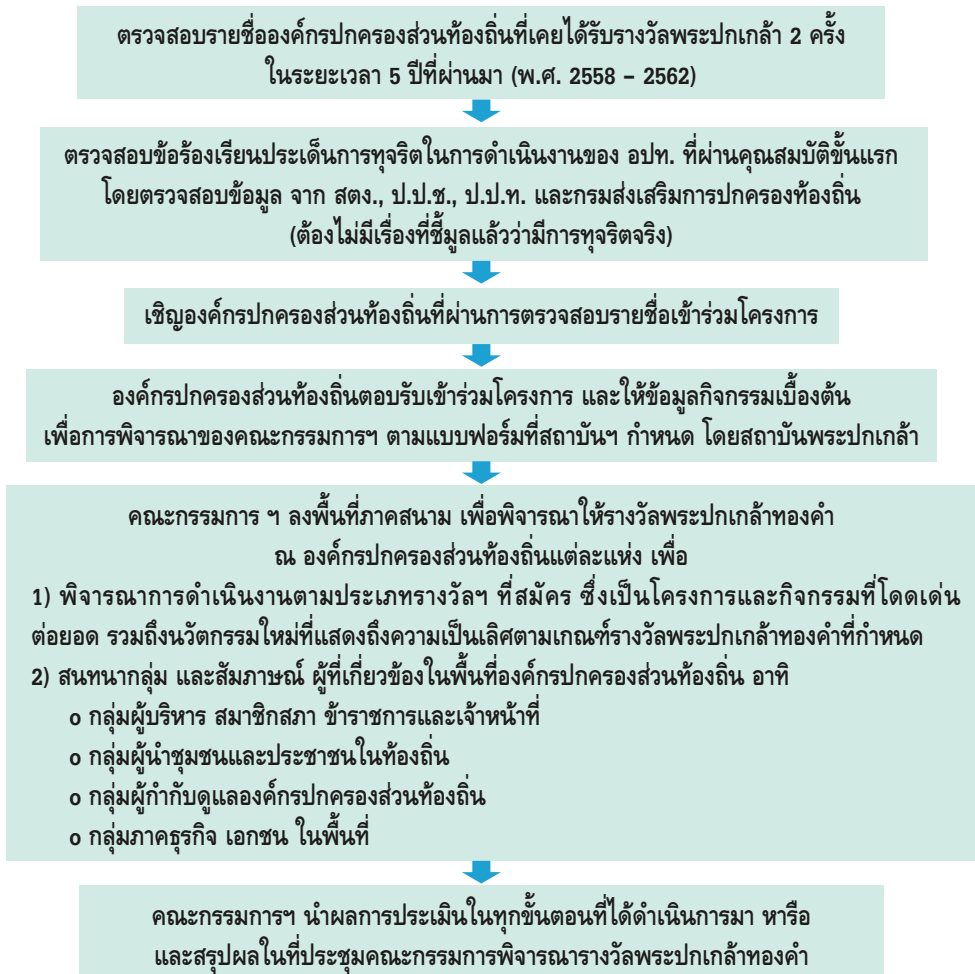 ตรวจสอบรายชื่อองค์กรปกครองส่วนท้องถิ่นที่เคยได้รับรางวัลพระปกเกล้า 2 ครั้ง
ในระยะเวลา 5 ปีที่ผ่านมา (พ.ศ. 2558 – 2562)
ตรวจสอบข้อร้องเรียนประเด็นการทุจริตในการดำเนินงานของ อปท. ที่ผ่านคุณสมบัติขั้นแรก
โดยตรวจสอบข้อมูล จาก สตง., ป.ป.ช., ป.ป.ท. และกรมส่งเสริมการปกครองท้องถิ่น
(ต้องไม่มีเรื่องที่ชี้มูลแล้วว่ามีการทุจริตจริง)
เชิญองค์กรปกครองส่วนท้องถิ่นที่ผ่านการตรวจสอบรายชื่อเข้าร่วมโครงการ
องค์กรปกครองส่วนท้องถิ่นตอบรับเข้าร่วมโครงการ และให้ข้อมูลกิจกรรมเบื้องต้น
เพื่อการพิจารณาของคณะกรรมการฯ ตามแบบฟอร์มที่สถาบันฯ กำหนด โดยสถาบันพระปกเกล้า
คณะกรรมการ ฯ ลงพื้นที่ภาคสนาม เพื่อพิจารณาให้รางวัลพระปกเกล้าทองคำ
ณ องค์กรปกครองส่วนท้องถิ่นแต่ละแห่ง เพื่อ
1) พิจารณาการดำเนินงานตามประเภทรางวัลฯ ที่สมัคร ซึ่งเป็นโครงการและกิจกรรมที่โดดเด่น
ต่อยอด รวมถึงนวัตกรรมใหม่ที่แสดงถึงความเป็นเลิศตามเกณฑ์รางวัลพระปกเกล้าทองคำที่กำหนด
2) สนทนากลุ่ม และสัมภาษณ์ ผู้ที่เกี่ยวข้องในพื้นที่องค์กรปกครองส่วนท้องถิ่น อาทิ
o กลุ่มผู้บริหาร สมาชิกสภา ข้าราชการและเจ้าหน้าที่
o กลุ่มผู้นำชุมชนและประชาชนในท้องถิ่น
o กลุ่มผู้กำกับดูแลองค์กรปกครองส่วนท้องถิ่น
o กลุ่มภาคธุรกิจ เอกชน ในพื้นที่
คณะกรรมการฯ นำผลการประเมินในทุกขั้นตอนที่ได้ดำเนินการมา หารือ
และสรุปผลในที่ประชุมคณะกรรมการพิจารณารางวัลพระปกเกล้าทองคำ